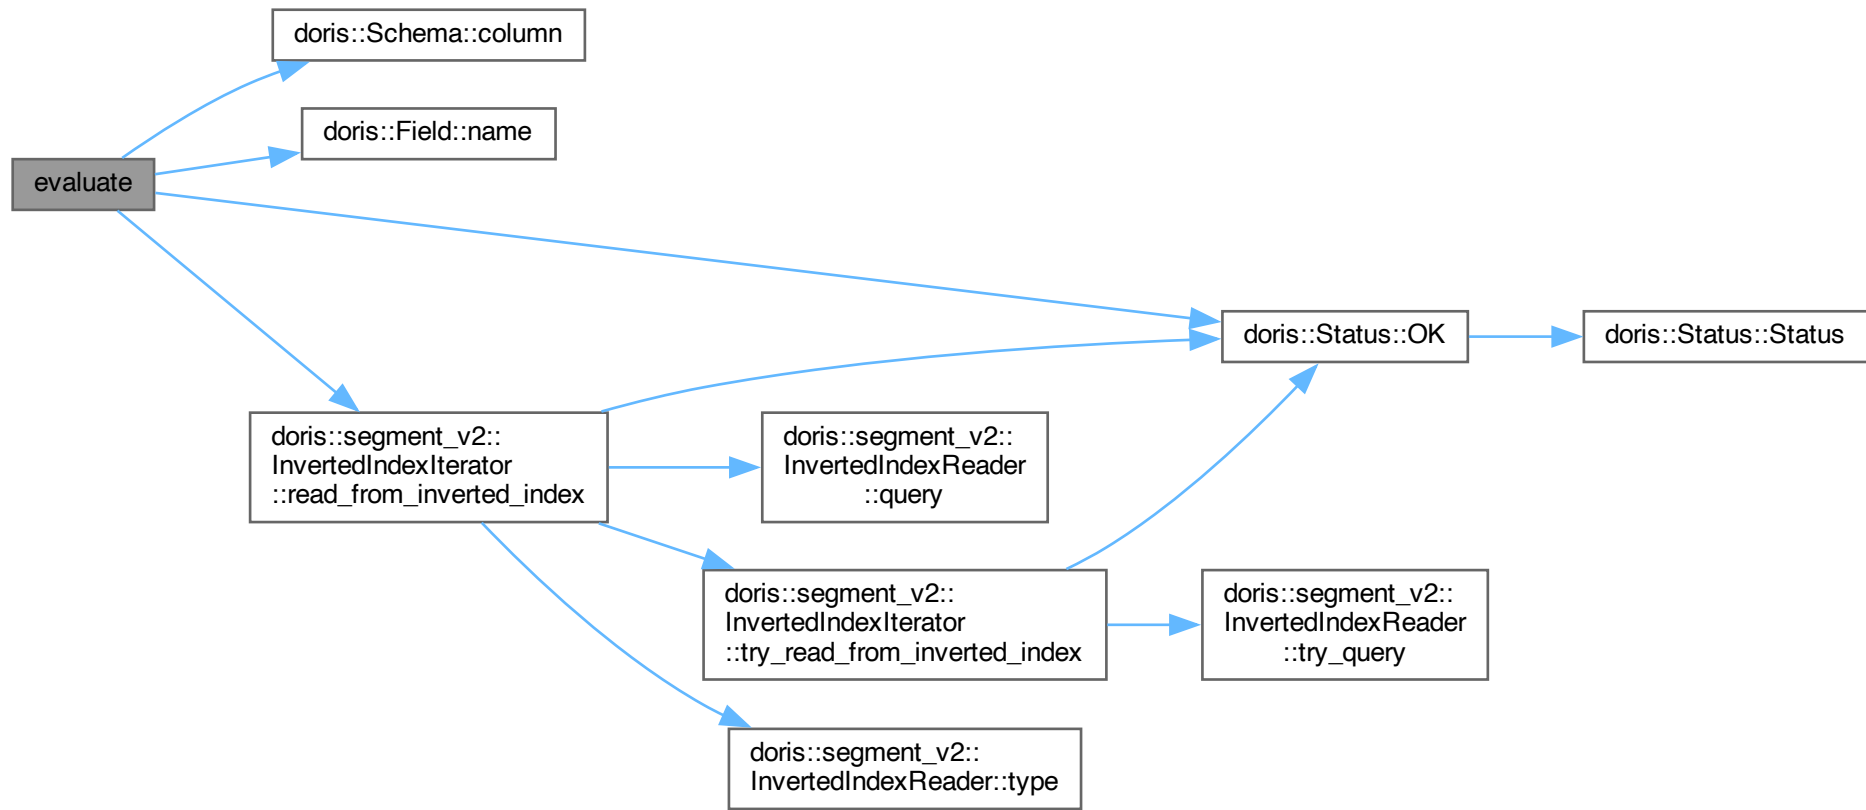 doris::Schema::column
doris::Field::name
evaluate
doris::Status::OK
doris::Status::Status
doris::segment_v2::
InvertedIndexIterator
::read_from_inverted_index
doris::segment_v2::
InvertedIndexReader
::query
doris::segment_v2::
InvertedIndexIterator
::try_read_from_inverted_index
doris::segment_v2::
InvertedIndexReader
::try_query
doris::segment_v2::
InvertedIndexReader::type